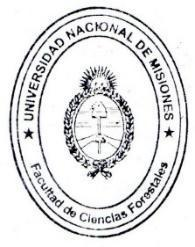 UNIVERSIDAD NACIONAL DE MISIONES
Facultad de Ciencias Forestales